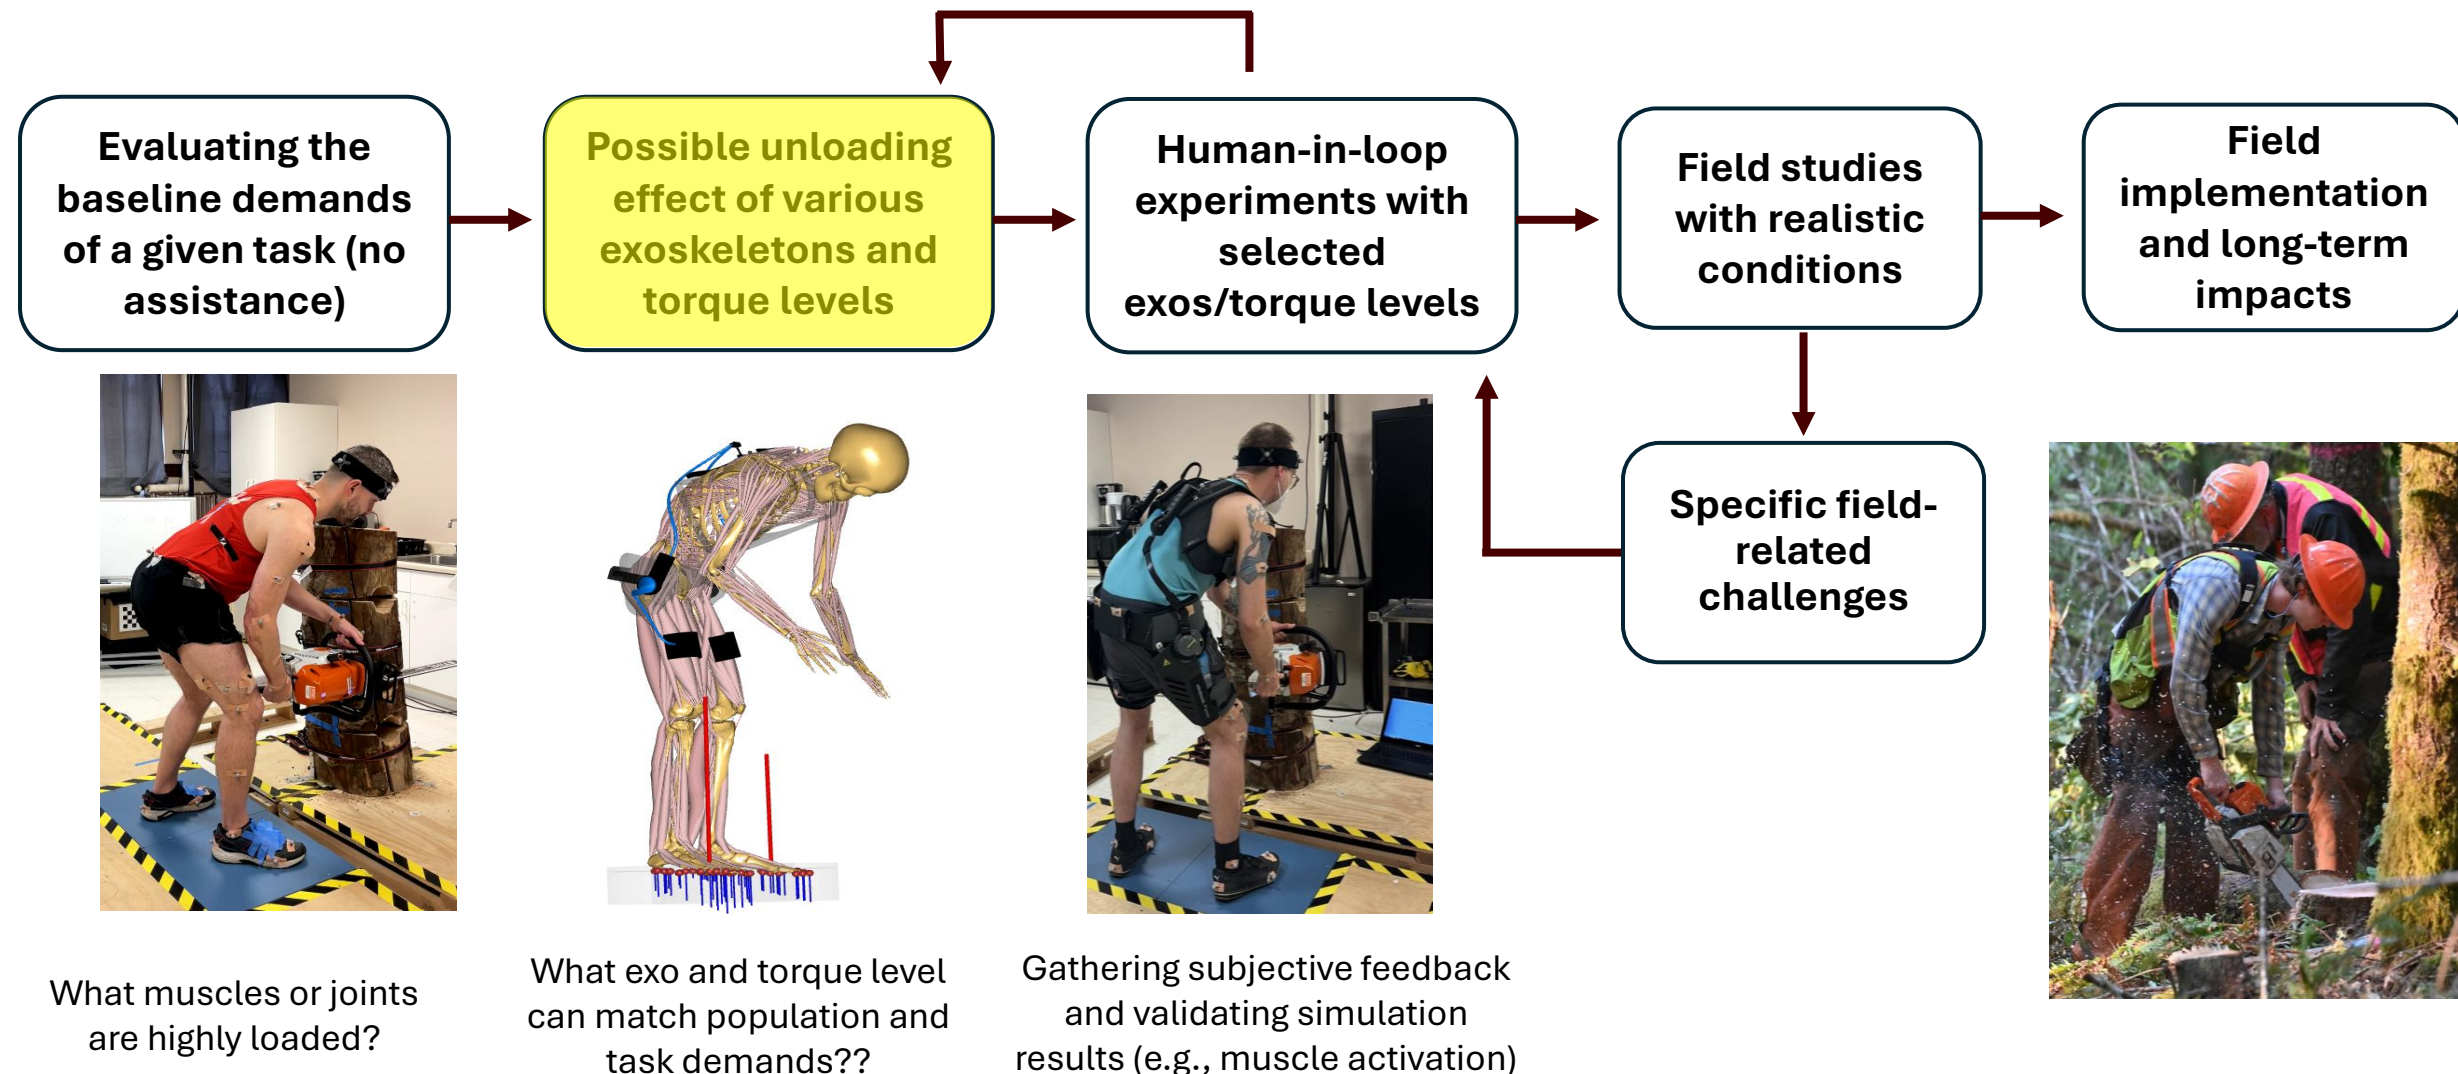 Evaluating the
baseline demands
of a given task (no
assistance)
Possible unloading
effect of various
exoskeletons and
torque levels
Human-in-loop
experiments with
selected
exos/torque levels
Field studies
with realistic
conditions
Field
implementation
and long-term
impacts
Specific field-
related
challenges
What muscles or joints
are highly loaded?
What exo and torque level
can match population and
task demands??
Gathering subjective feedback
and validating simulation
results (e.g., muscle activation)